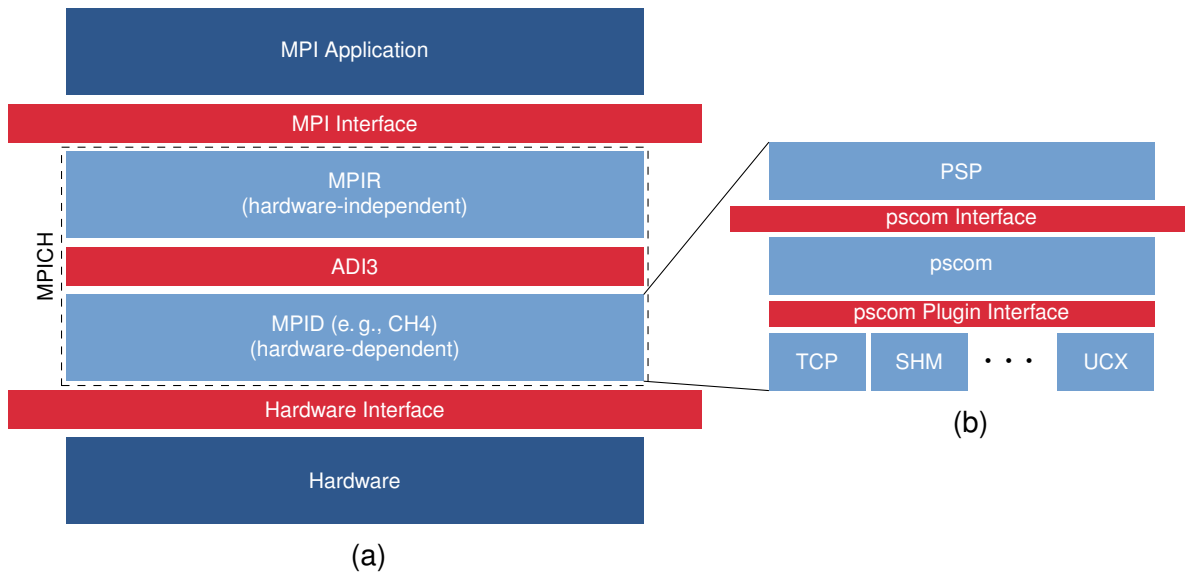 MPI Application
MPI Interface
MPICH
MPIR
(hardware-independent)
ADI3
MPID (e. g., CH4)
(hardware-dependent)
Hardware Interface
Hardware
(a)
PSP
pscom Interface
pscom
pscom Plugin Interface
TCP SHM • • • UCX
(b)